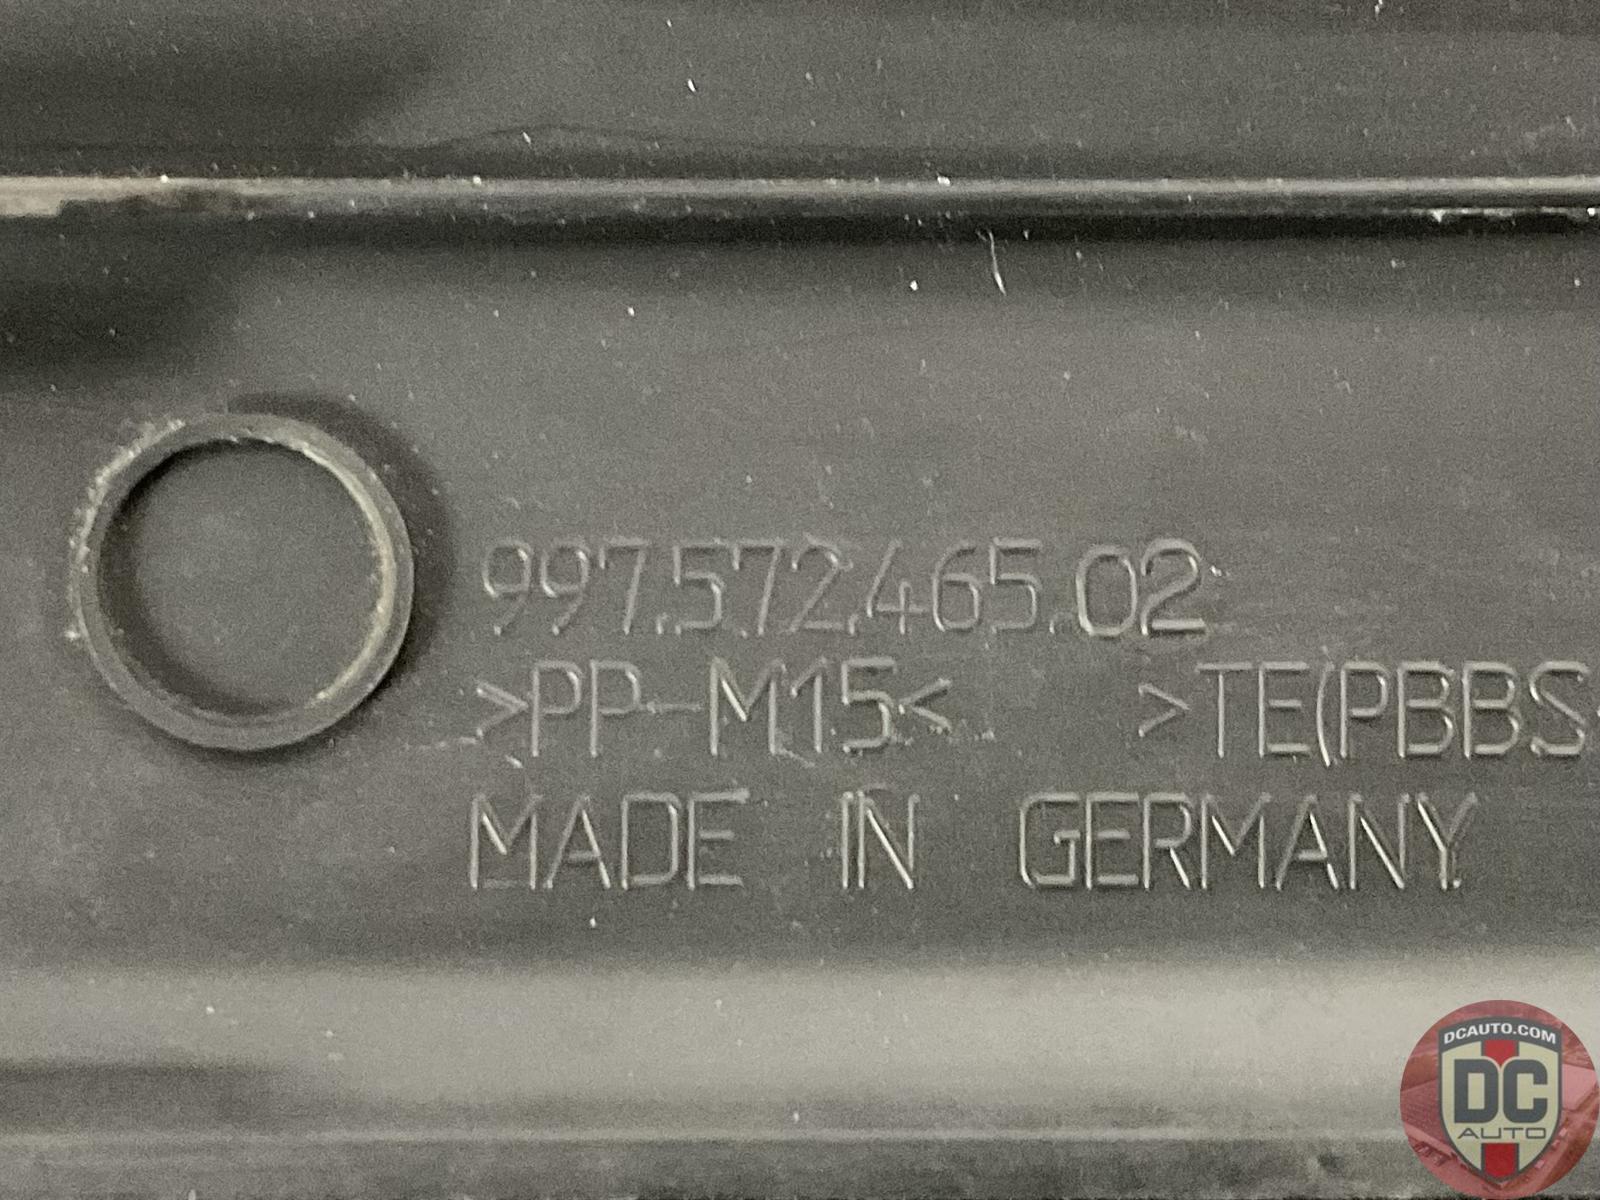 997.572.465.02
>PP-M15< >TE(PBBS
MADE IN GERMANY.
DCAUTO.COM
DC
AUTO